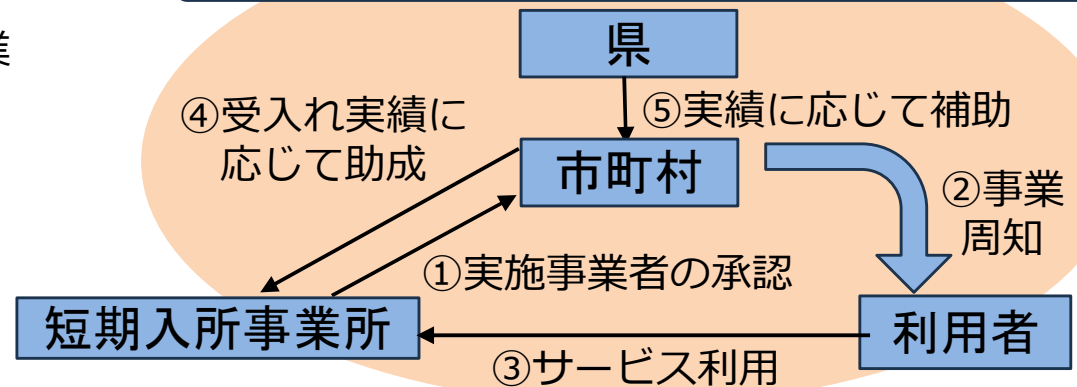 業
県
④受入れ実績に
応じて助成
⑤実績に応じて補助
市町村
②事業
周知
①実施事業者の承認
短期入所事業所
利用者
③サービス利用